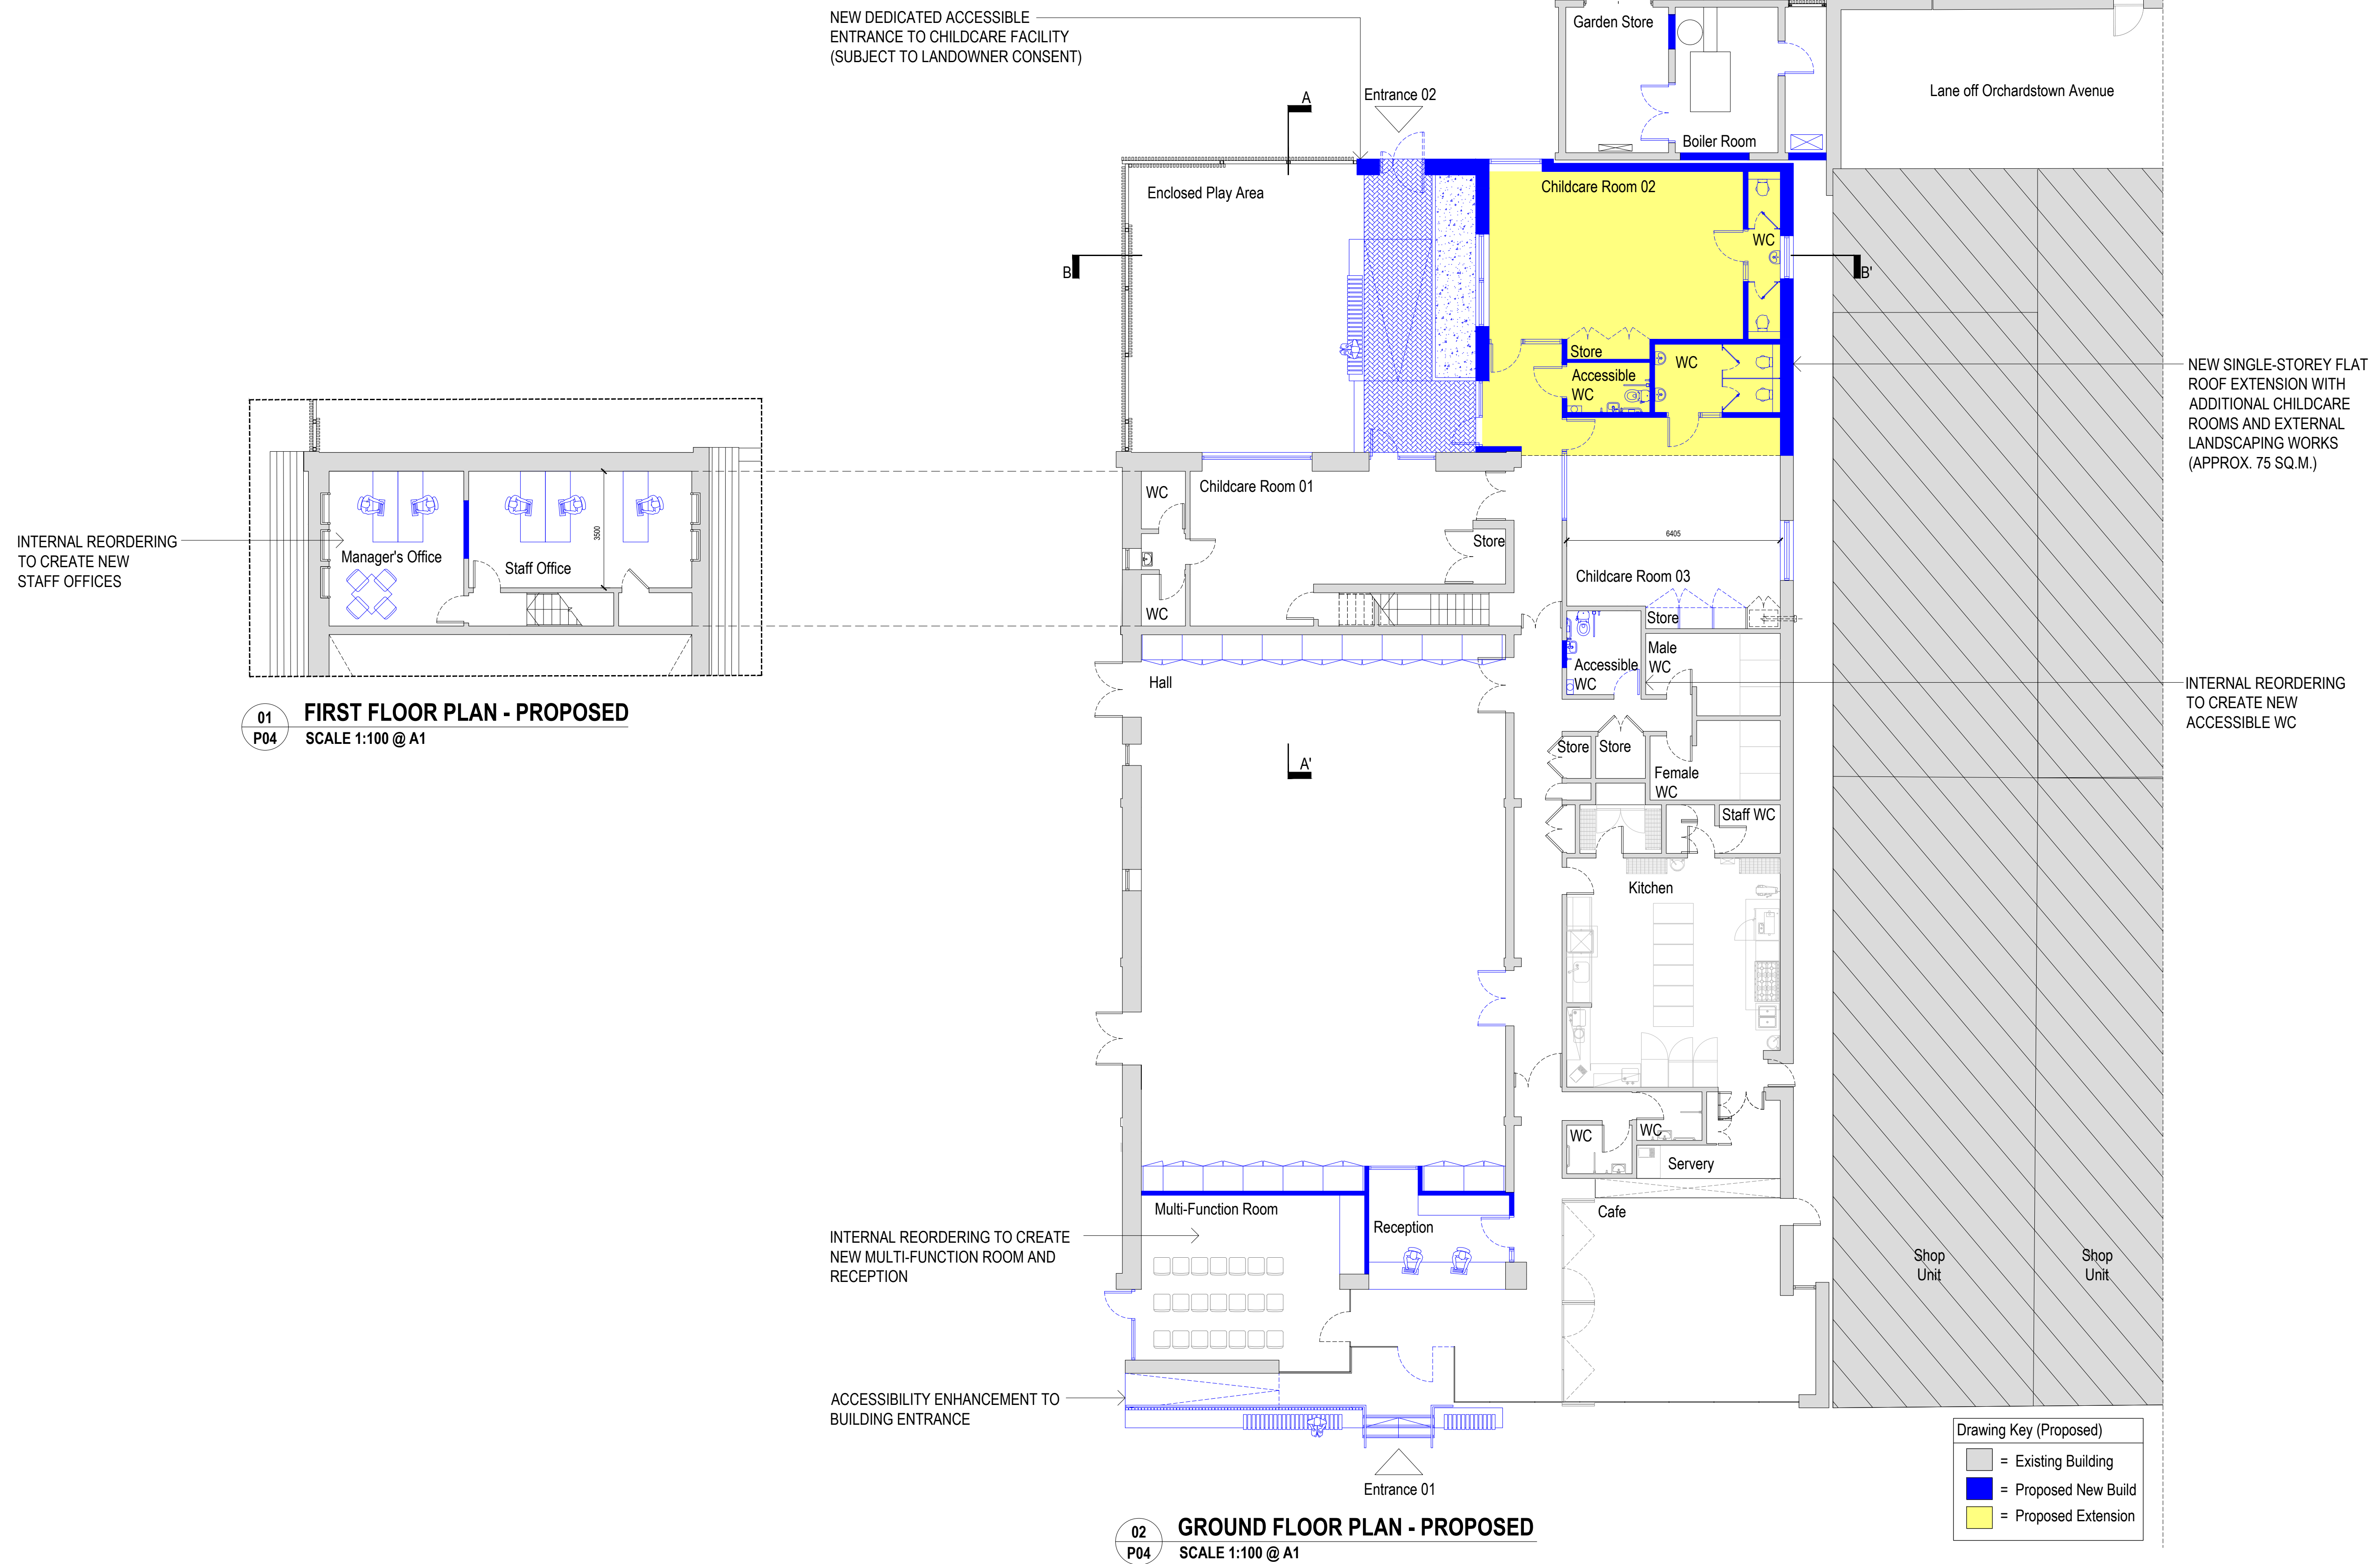 NEW DEDICATED ACCESSIBLE
ENTRANCE TO CHILDCARE FACILITY
(SUBJECT TO LANDOWNER CONSENT)
Garden Store
Boiler Room
Lane off Orchardstown Avenue
A
Entrance 02
Enclosed Play Area
Childcare Room 02
WC
B
B'
Store
WC
Accessible
WC
NEW SINGLE-STOREY FLAT
ROOF EXTENSION WITH
ADDITIONAL CHILDCARE
ROOMS AND EXTERNAL
LANDSCAPING WORKS
(APPROX. 75 SQ.M.)
INTERNAL REORDERING
TO CREATE NEW
STAFF OFFICES
Manager's Office
Staff Office
3500
WC
Childcare Room 01
Store
WC
6405
Childcare Room 03
Store
Accessible
WC
Male
WC
INTERNAL REORDERING
TO CREATE NEW
ACCESSIBLE WC
01
P04
FIRST FLOOR PLAN - PROPOSED
SCALE 1:100 @ A1
Hall
A'
Store
Store
Female
WC
Staff WC
Kitchen
WC
WC
Servery
Cafe
Multi-Function Room
Reception
INTERNAL REORDERING TO CREATE
NEW MULTI-FUNCTION ROOM AND
RECEPTION
Shop
Unit
Shop
Unit
ACCESSIBILITY ENHANCEMENT TO
BUILDING ENTRANCE
Entrance 01
Drawing Key (Proposed)
= Existing Building
= Proposed New Build
= Proposed Extension
02
P04
GROUND FLOOR PLAN - PROPOSED
SCALE 1:100 @ A1